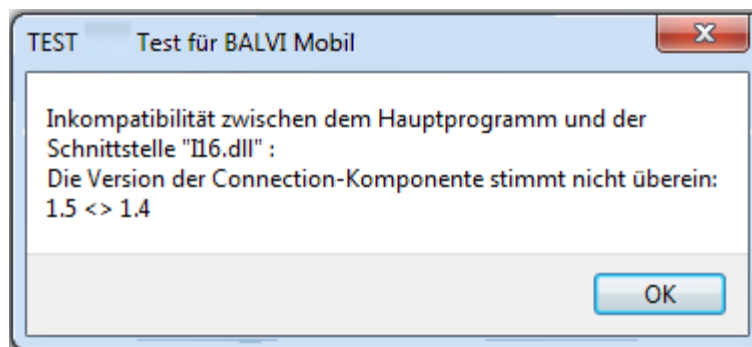 TEST Test für BALVI Mobil
Inkompatibilität zwischen dem Hauptprogramm und der
Schnittstelle "I16.dll" :
Die Version der Connection-Komponente stimmt nicht überein:
1.5 <> 1.4
OK